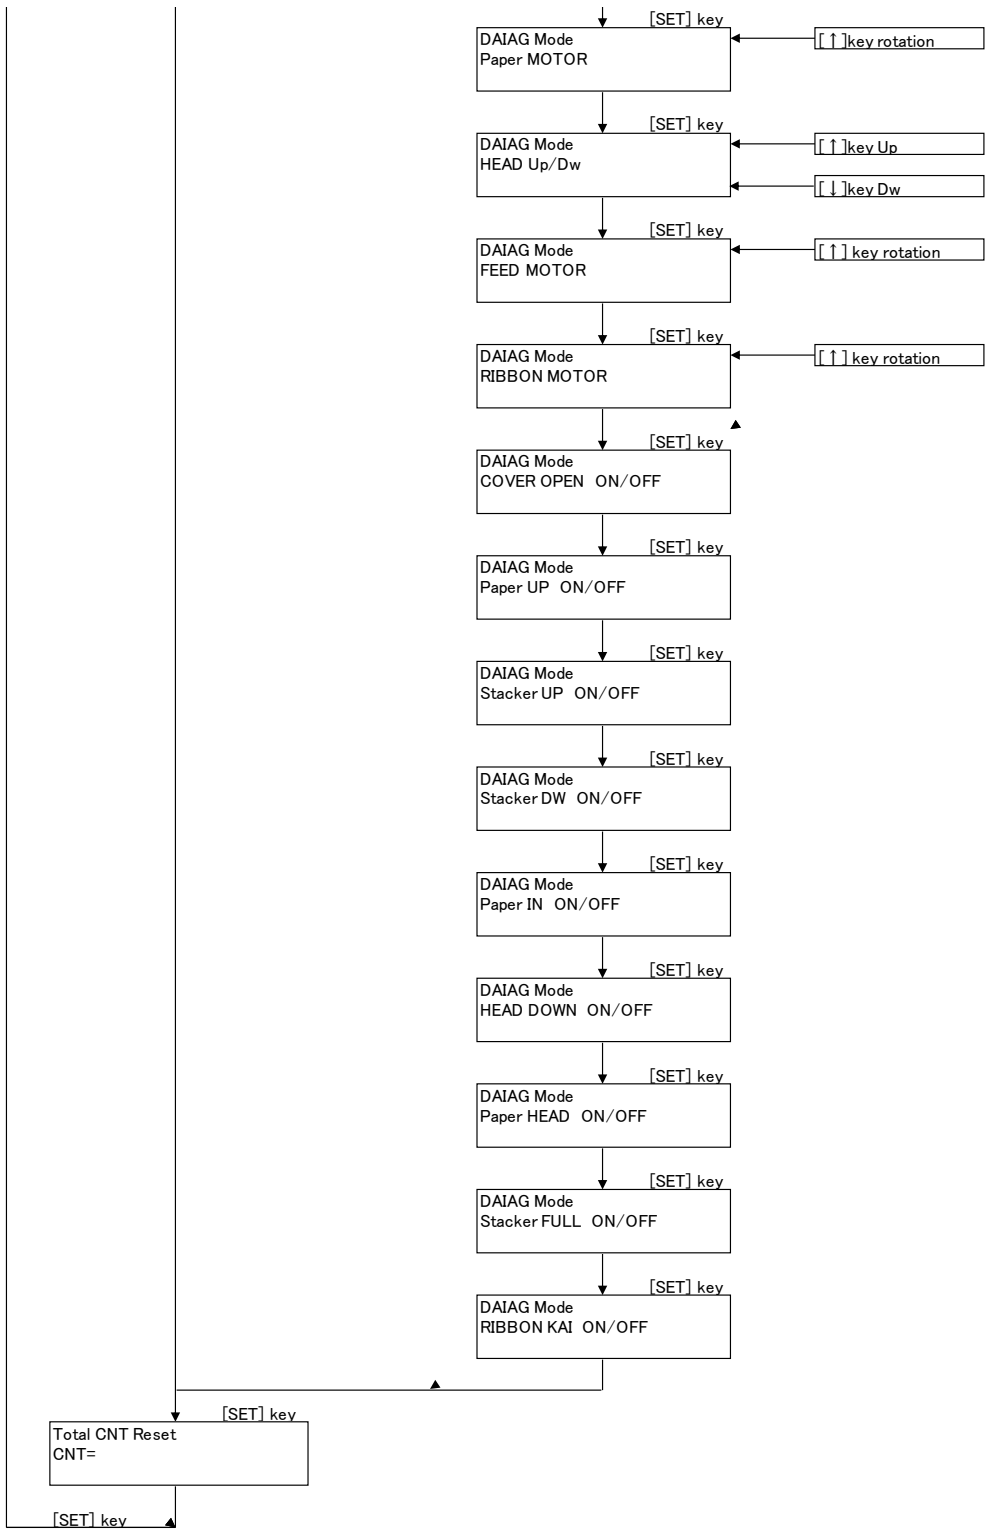 [SET] key
DAIAG Mode
Paper MOTOR
[↑]key rotation
[SET] key
DAIAG Mode
HEAD Up/Dw
[↑]key Up
[↓]key Dw
[SET] key
DAIAG Mode
FEED MOTOR
[↑] key rotation
[SET] key
DAIAG Mode
RIBBON MOTOR
[↑] key rotation
[SET] key
DAIAG Mode
COVER OPEN ON/OFF
[SET] key
DAIAG Mode
Paper UP ON/OFF
[SET] key
DAIAG Mode
Stacker UP ON/OFF
[SET] key
DAIAG Mode
Stacker DW ON/OFF
[SET] key
DAIAG Mode
Paper IN ON/OFF
[SET] key
DAIAG Mode
HEAD DOWN ON/OFF
[SET] key
DAIAG Mode
Paper HEAD ON/OFF
[SET] key
DAIAG Mode
Stacker FULL ON/OFF
[SET] key
DAIAG Mode
RIBBON KAI ON/OFF
[SET] key
Total CNT Reset
CNT=
[SET] key